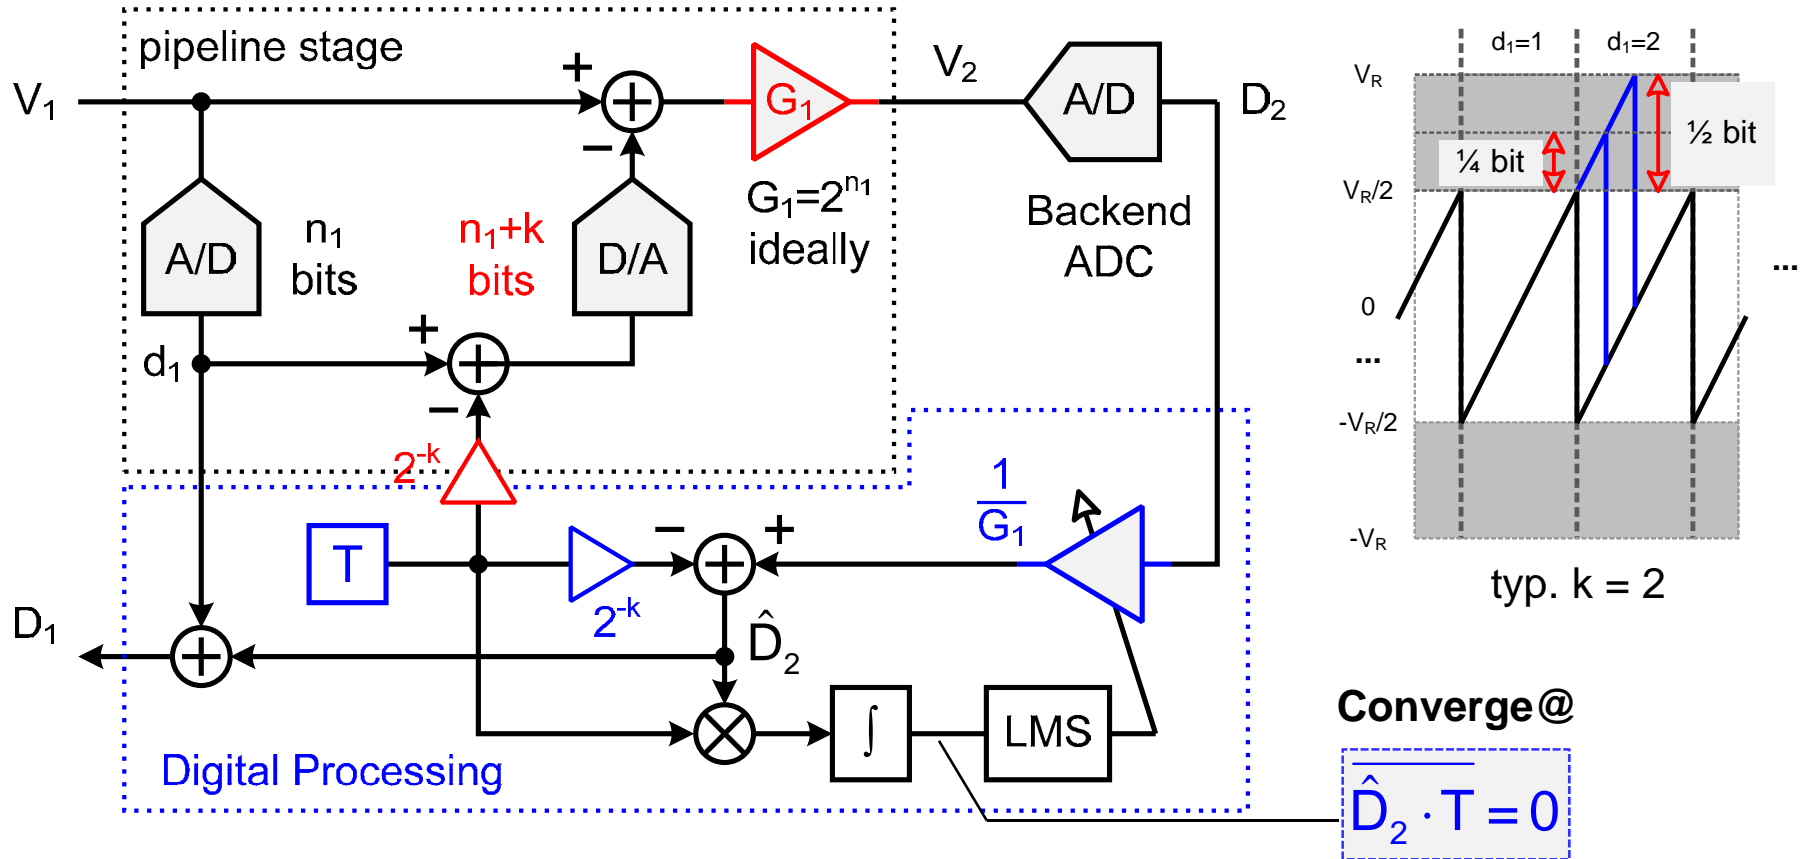 pipeline stage
V1
+
−
G1
V2
A/D
D2
G1=2^n1
ideally
Backend
ADC
A/D
n1
bits
n1+k
bits
D/A
+
d1
−
2^-k
1
G1
T
−
+
2^-k
D̂2
D1
∫
LMS
Digital Processing
d1=1
d1=2
VR
½ bit
¼ bit
VR/2
0
...
...
-VR/2
-VR
typ. k = 2
Converge@
D̂2 · T = 0